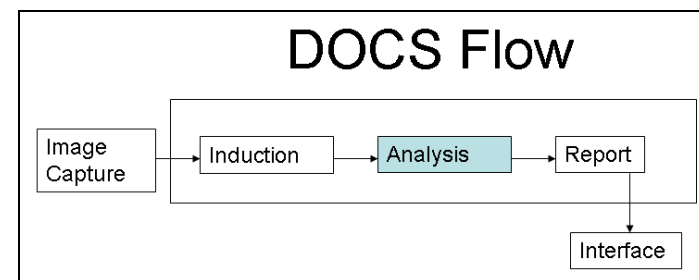 DOCS Flow
Image
Capture
Induction
Analysis
Report
Interface